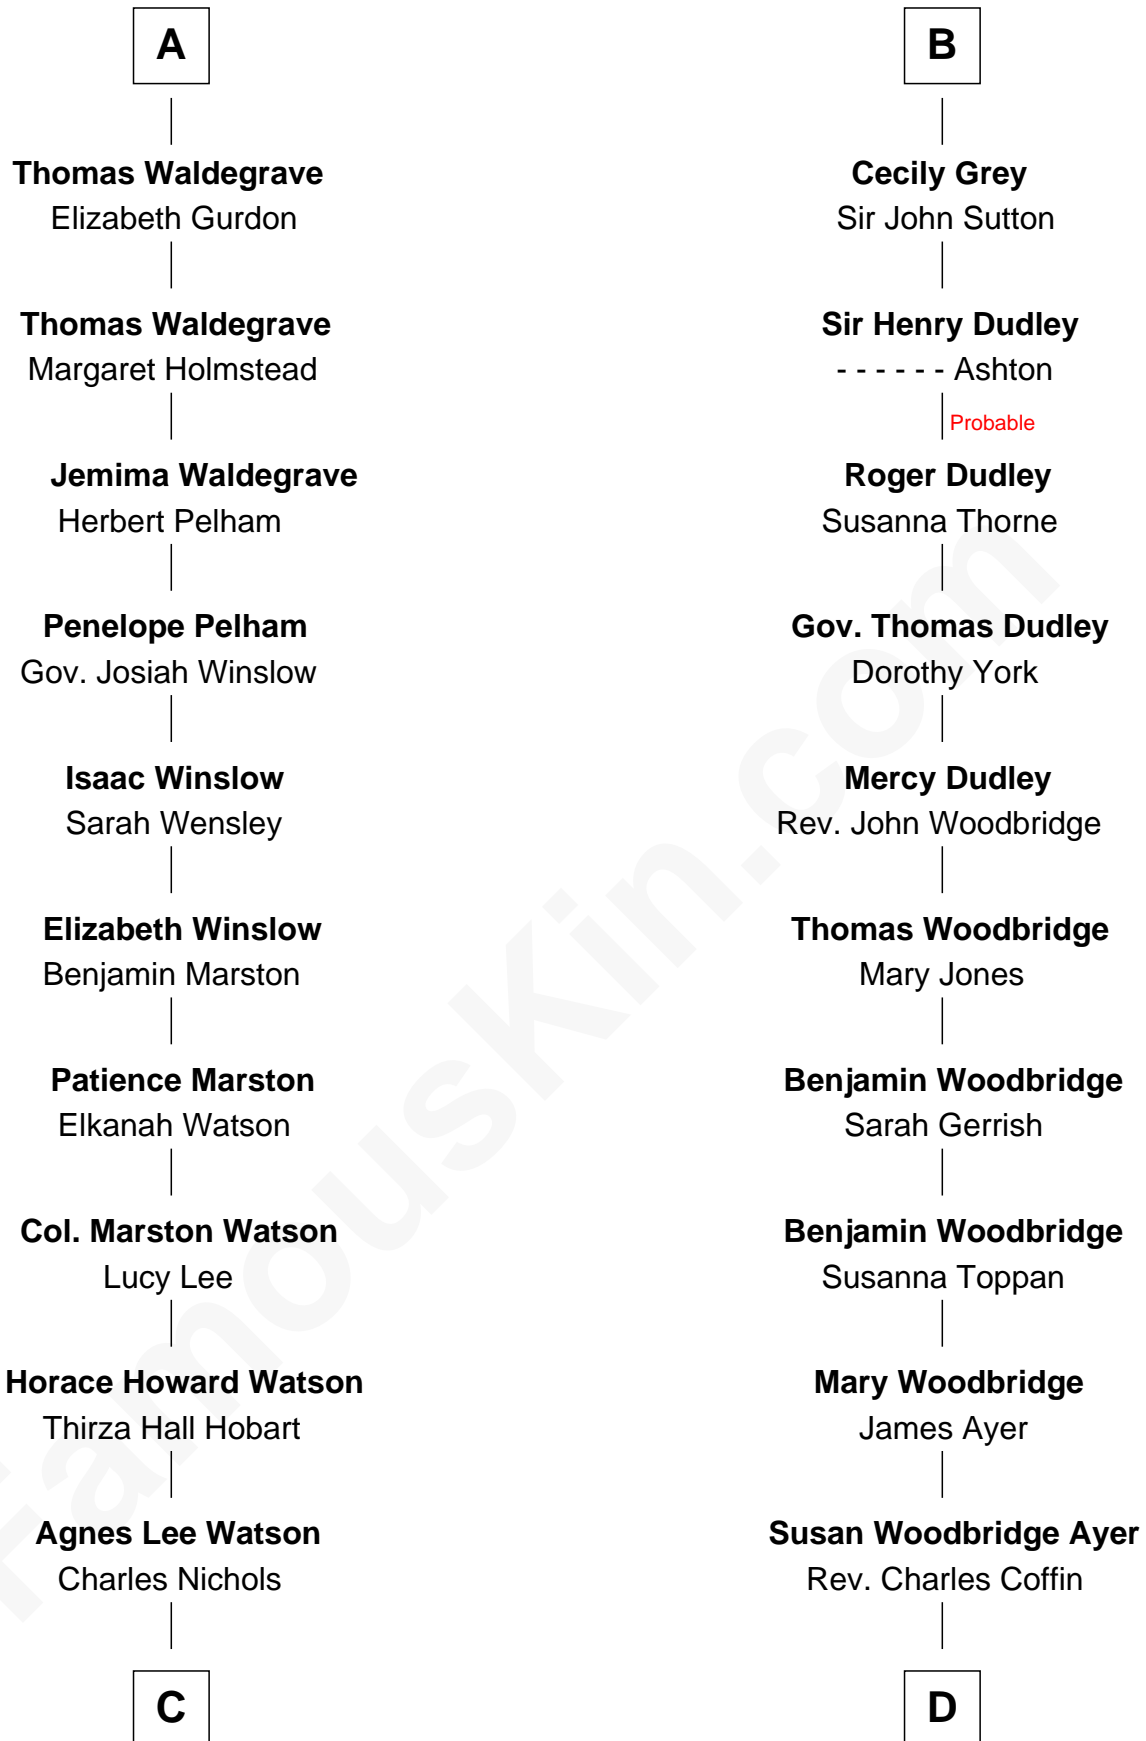 A
Thomas Waldegrave
Elizabeth Gurdon
Thomas Waldegrave
Margaret Holmstead
Jemima Waldegrave
Herbert Pelham
Penelope Pelham
Gov. Josiah Winslow
Isaac Winslow
Sarah Wensley
Elizabeth Winslow
Benjamin Marston
Patience Marston
Elkanah Watson
Col. Marston Watson
Lucy Lee
Horace Howard Watson
Thirza Hall Hobart
Agnes Lee Watson
Charles Nichols
C
B
Cecily Grey
Sir John Sutton
Sir Henry Dudley
- - - - - - Ashton
Probable
Roger Dudley
Susanna Thorne
Gov. Thomas Dudley
Dorothy York
Mercy Dudley
Rev. John Woodbridge
Thomas Woodbridge
Mary Jones
Benjamin Woodbridge
Sarah Gerrish
Benjamin Woodbridge
Susanna Toppan
Mary Woodbridge
James Ayer
Susan Woodbridge Ayer
Rev. Charles Coffin
D
FamousKin.com